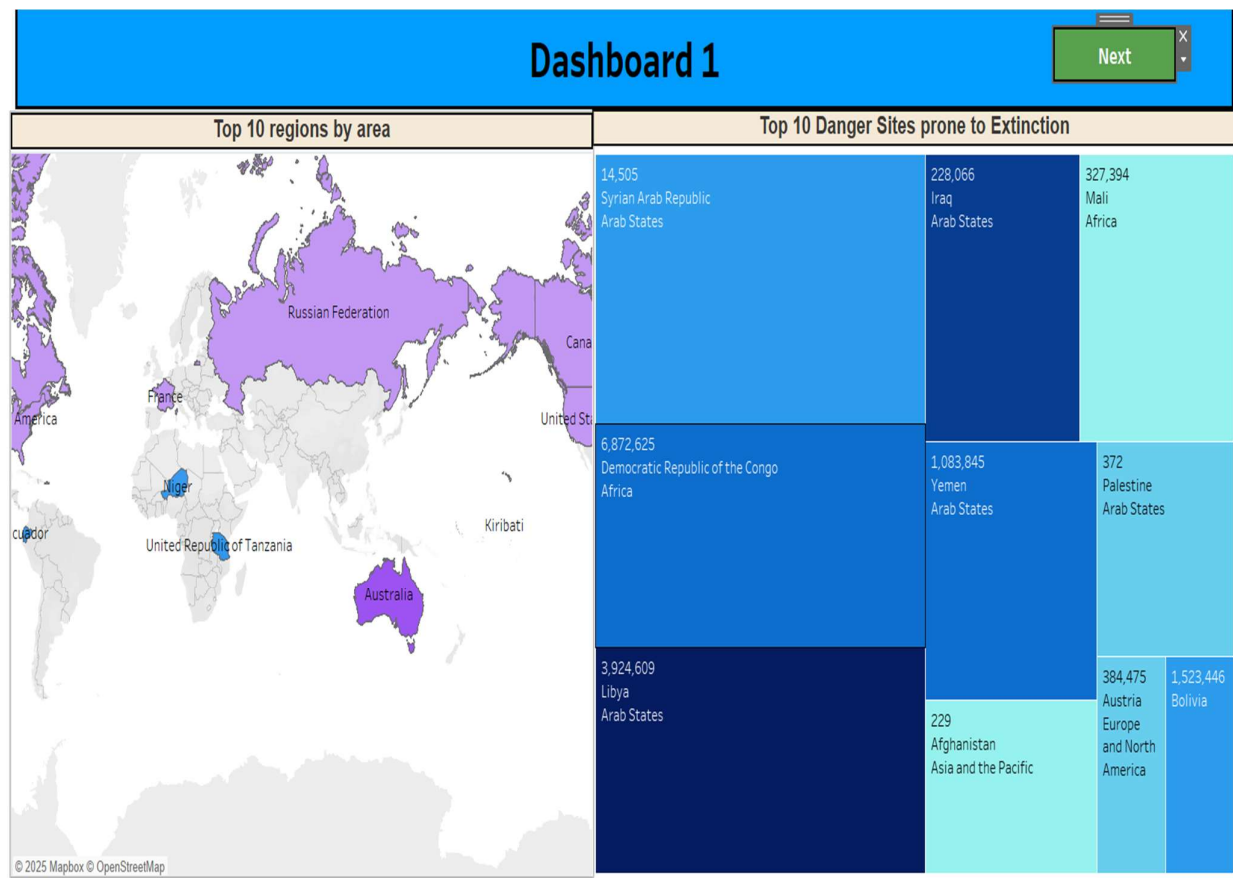 Dashboard 1
Next
X
Top 10 regions by area
Top 10 Danger Sites prone to Extinction
Russian Federation
Cana
France
America
United Sta
Niger
cuador
United Republic of Tanzania
Kiribati
Australia
© 2025 Mapbox © OpenStreetMap
14,505
Syrian Arab Republic
Arab States
228,066
Iraq
Arab States
327,394
Mali
Africa
6,872,625
Democratic Republic of the Congo
Africa
1,083,845
Yemen
Arab States
372
Palestine
Arab States
3,924,609
Libya
Arab States
229
Afghanistan
Asia and the Pacific
384,475
Austria
Europe
and North
America
1,523,446
Bolivia